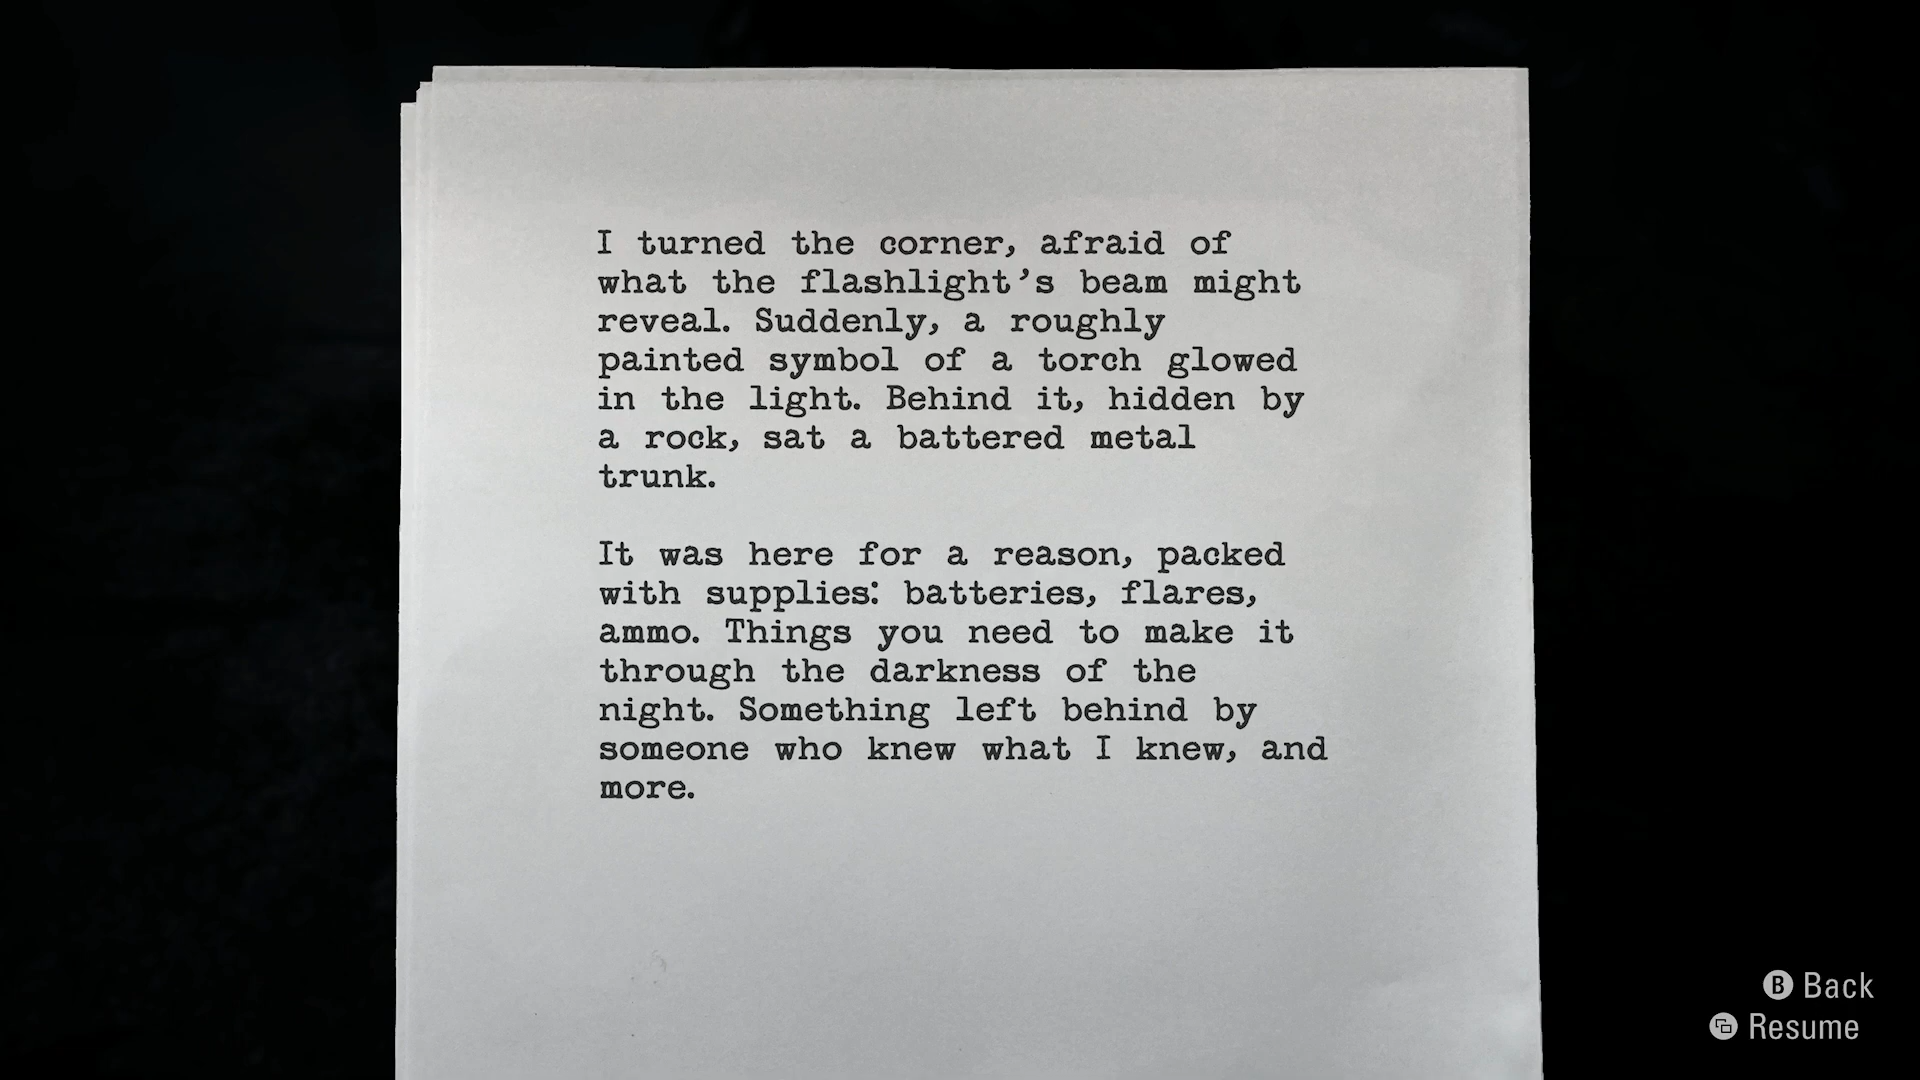 I turned the corner, afraid of
what the flashlight’s beam might
reveal. Suddenly, a roughly
painted symbol of a torch glowed
in the light. Behind it, hidden by
a rock, sat a battered metal
trunk.
It was here for a reason, packed
with supplies: batteries, flares,
ammo. Things you need to make it
through the darkness of the
night. Something left behind by
someone who knew what I knew, and
more.
B Back
Resume